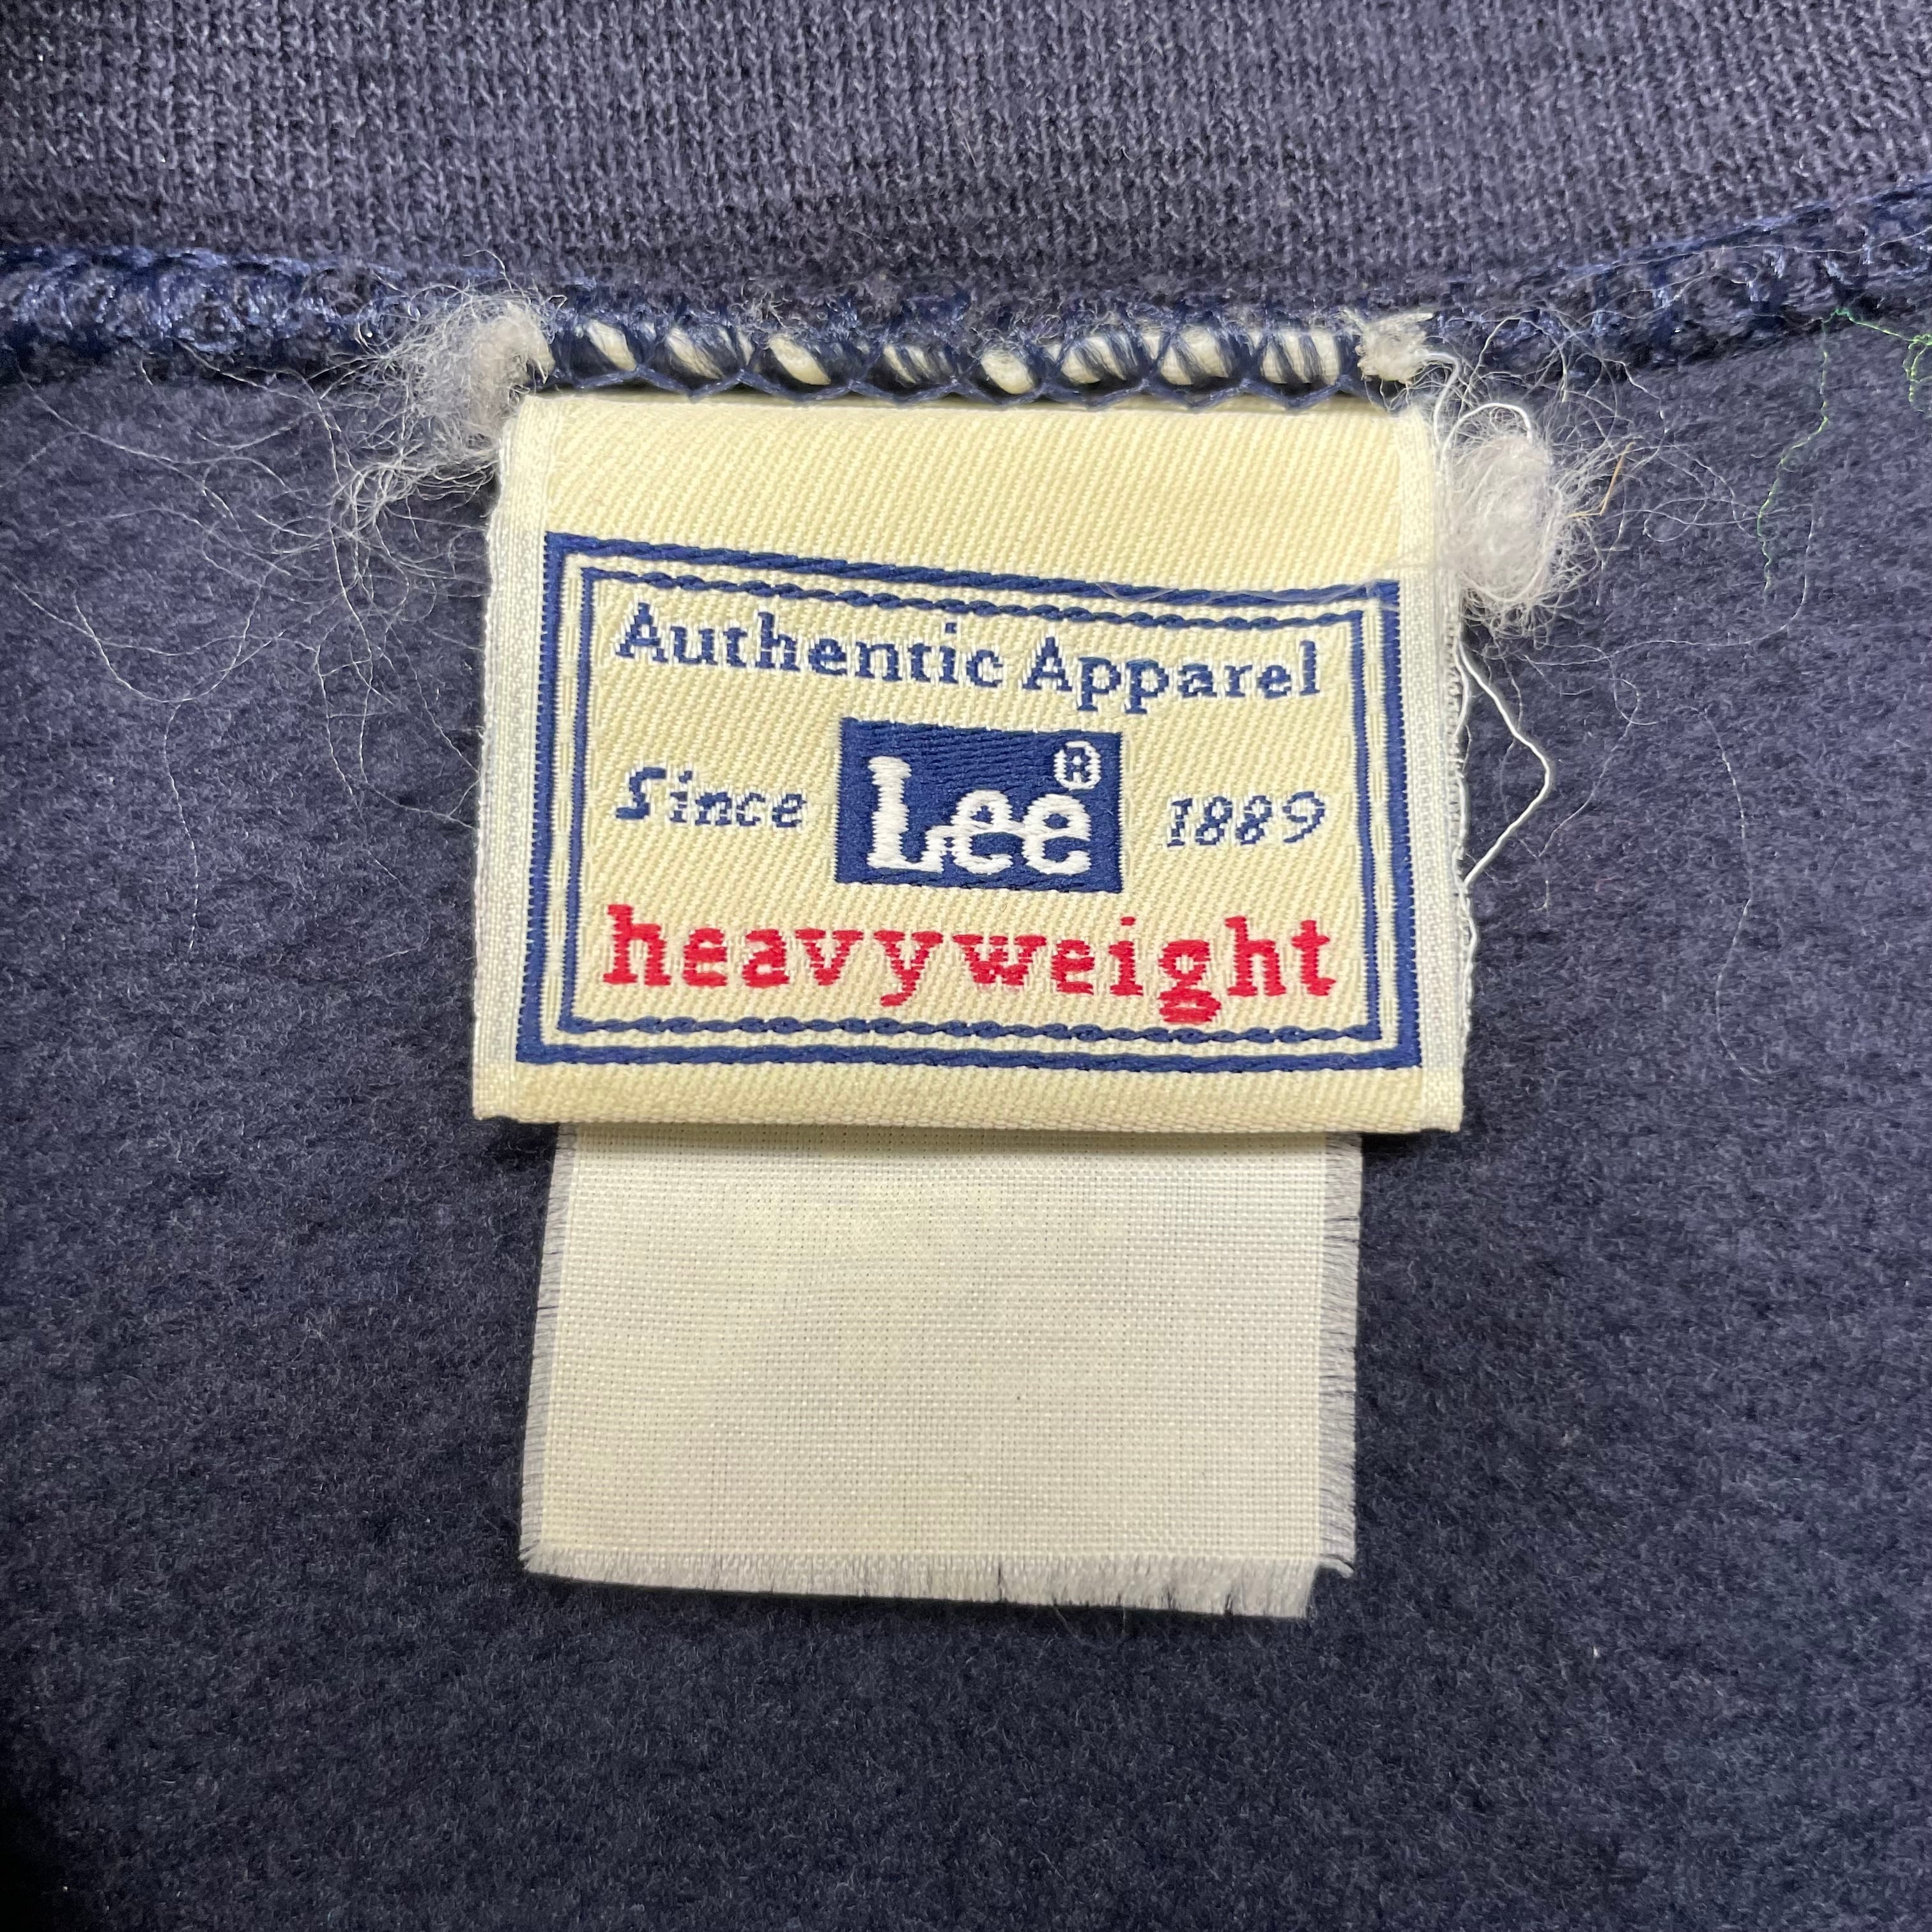 Authentic Apparel
Since Lee® 1889
heavyweight